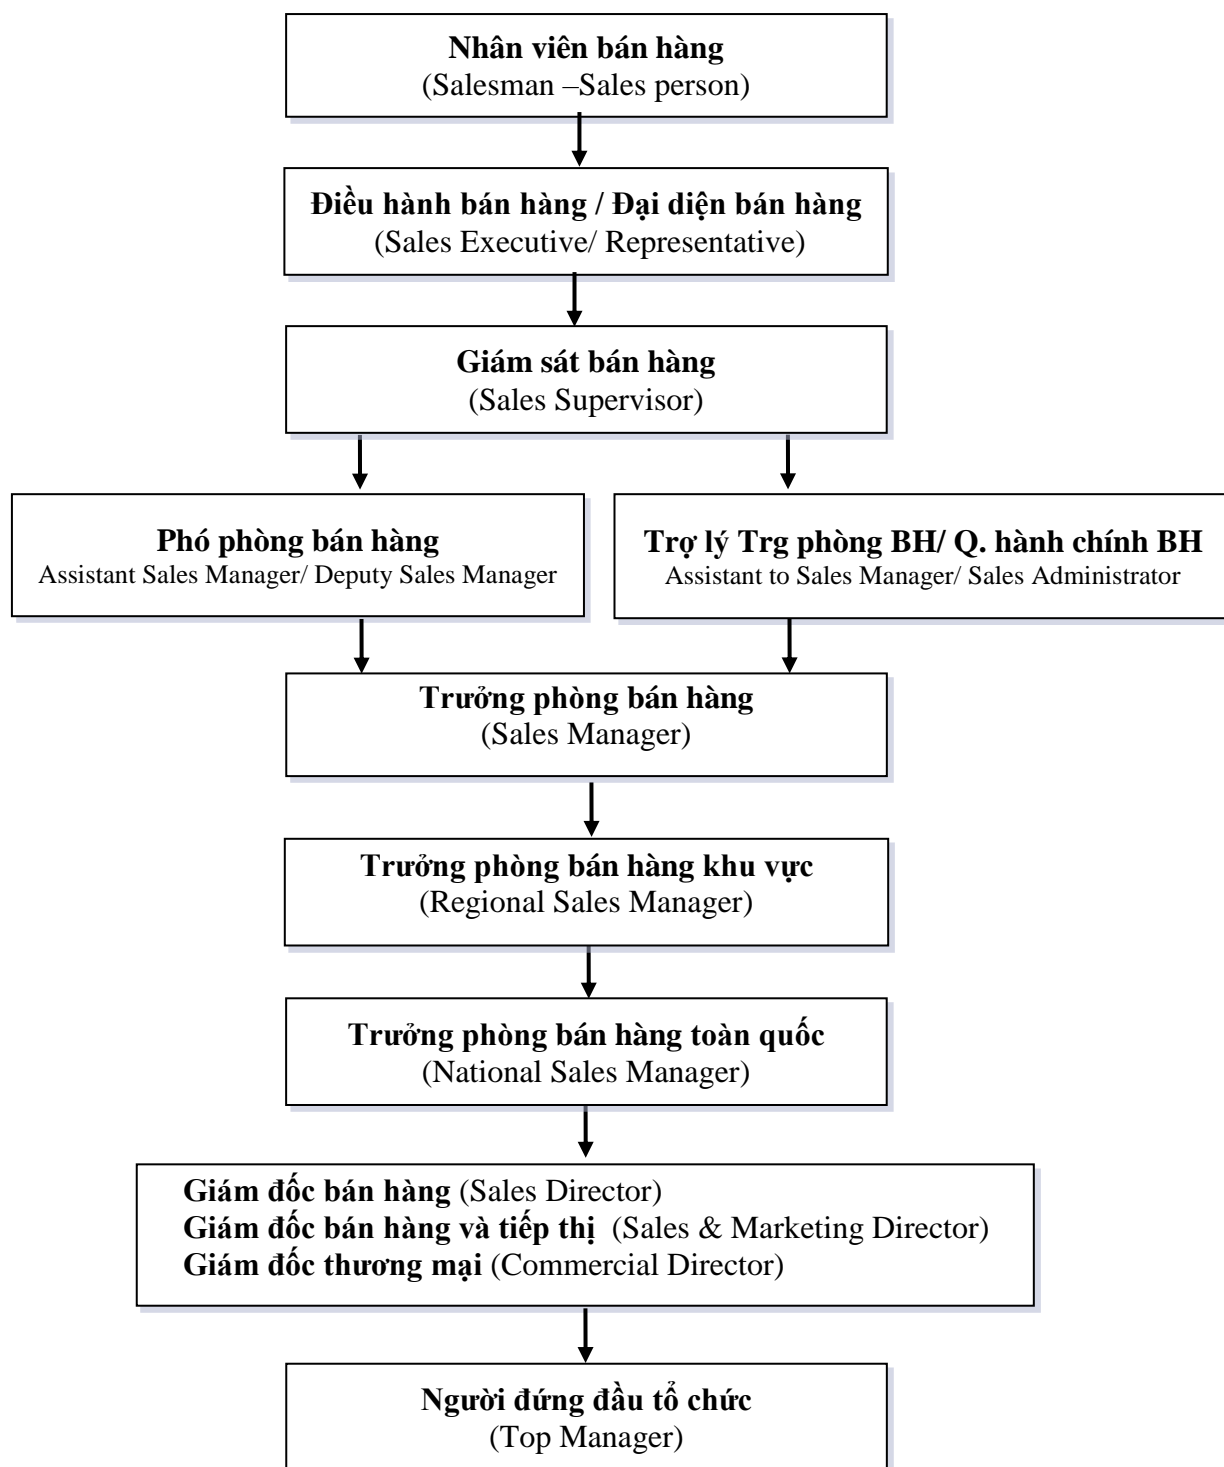 Nhân viên bán hàng
(Salesman –Sales person)
Điều hành bán hàng / Đại diện bán hàng
(Sales Executive/ Representative)
Giám sát bán hàng
(Sales Supervisor)
Phó phòng bán hàng
Assistant Sales Manager/ Deputy Sales Manager
Trợ lý Trg phòng BH/ Q. hành chính BH
Assistant to Sales Manager/ Sales Administrator
Trưởng phòng bán hàng
(Sales Manager)
Trưởng phòng bán hàng khu vực
(Regional Sales Manager)
Trưởng phòng bán hàng toàn quốc
(National Sales Manager)
Giám đốc bán hàng (Sales Director)
Giám đốc bán hàng và tiếp thị (Sales & Marketing Director)
Giám đốc thương mại (Commercial Director)
Người đứng đầu tổ chức
(Top Manager)